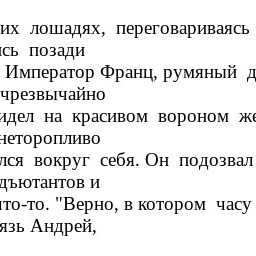 их лошадях, переговариваясь
сь позади
Император Франц, румяный
чрезвычайно
идел на красивом вороном же
неторопливо
лся вокруг себя. Он подозвал
дъютантов и
что-то. "Верно, в котором часу
язь Андрей,